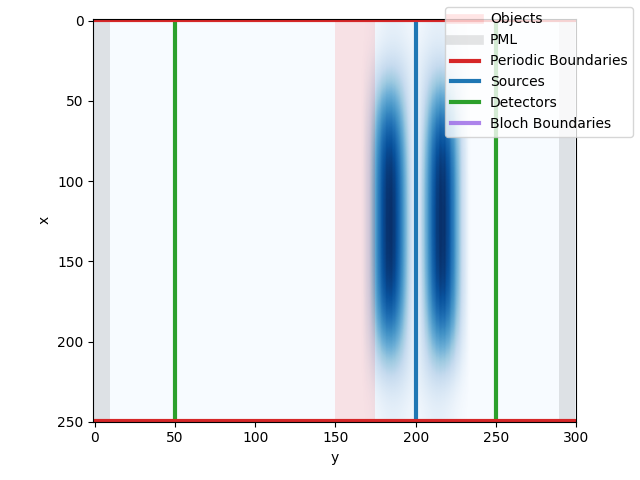 Objects
PML
Periodic Boundaries
Sources
Detectors
Bloch Boundaries
0
50
100
150
200
250
x
0
50
100
150
200
250
300
y